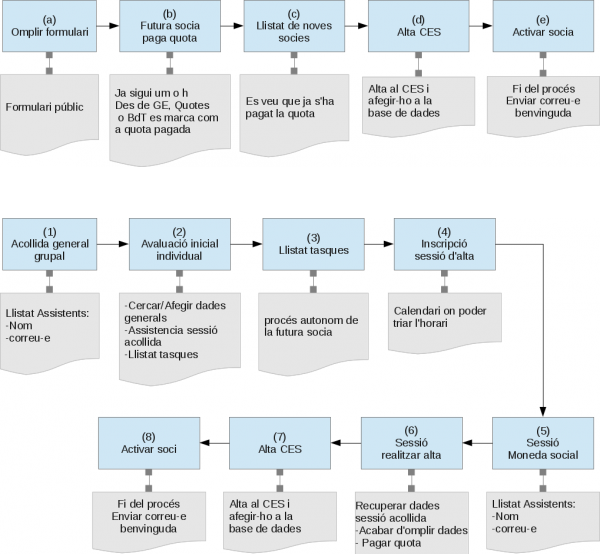 (a)
Omplir formulari
(b)
Futura socia
paga quota
(c)
Llistat de noves
socies
(d)
Alta CES
(e)
Activar socia
Formulari públic
Ja sigui um o h
Des de GE, Quotes
o BdT es marca com
a quota pagada
Es veu que ja s'ha
pagat la quota
Alta al CES i
afegir-ho a la
base de dades
Fi del procés
Enviar correu-e
benvinguda
(1)
Acollida general
grupal
(2)
Avaluació inicial
individual
(3)
Llistat tasques
(4)
Inscripció
sessió d'alta
Llistat Assistents:
-Nom
-correu-e
-Cercar/Afegir dades
generals
-Assistencia sessió
acollida
-Llistat tasques
procés autonom de
la futura socia
Calendari on poder
triar l'horari
(8)
Activar soci
(7)
Alta CES
(6)
Sessió
realitzar alta
(5)
Sessió
Moneda social
Fi del procés
Enviar correu-e
benvinguda
Alta al CES i
afegir-ho a la
base de dades
Recuperar dades
sessió acollida
-Acabar d'omplir dades
- Pagar quota
Llistat Assistents:
-Nom
-correu-e